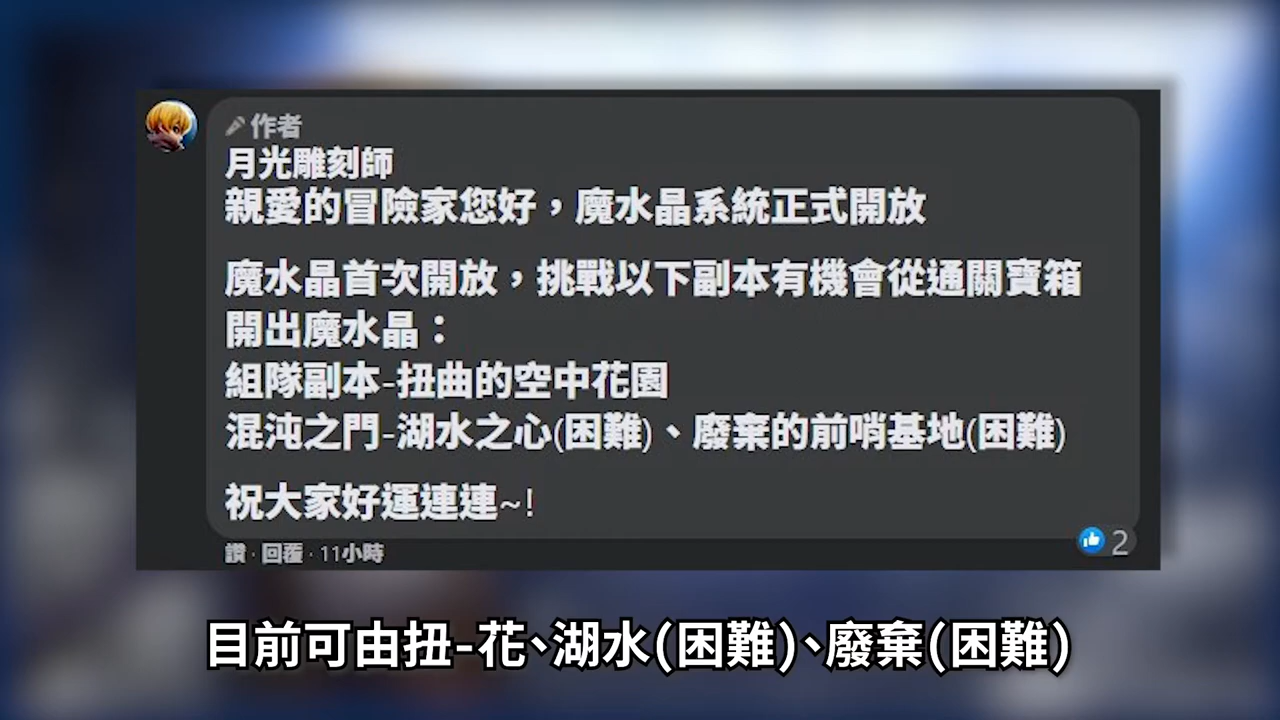 作者
月光雕刻師
親愛的冒險家您好，魔水晶系統正式開放
魔水晶首次開放，挑戰以下副本有機會從通關寶箱
開出魔水晶：
組隊副本-扭曲的空中花園
混沌之門-湖水之心(困難)、廢棄的前哨基地(困難)
祝大家好運連連~!
讚 · 回覆 · 11小時
2
目前可由扭-花、湖水(困難)、廢棄(困難)